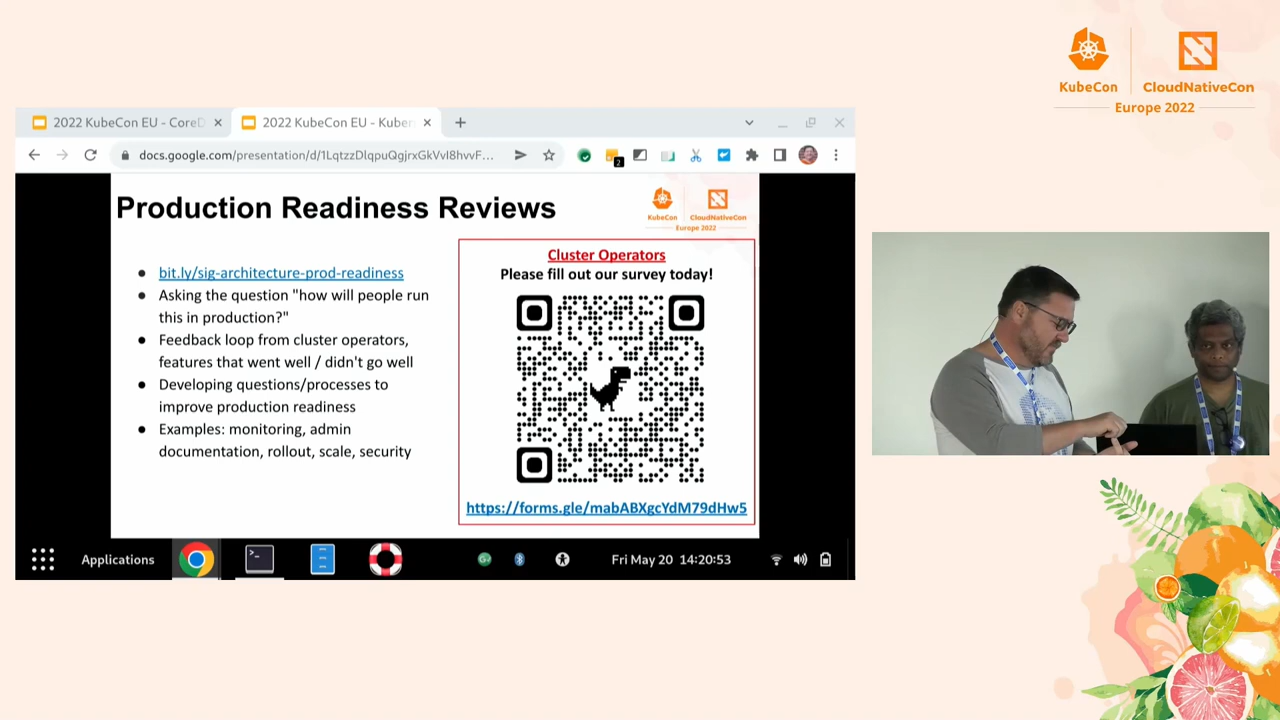 KubeCon
CloudNativeCon
Europe 2022
2022 KubeCon EU - CoreD
2022 KubeCon EU - Kuber
docs.google.com/presentation/d/1LqtzzDlqpuQgjrxGkVvI8hvvF...
2
Production Readiness Reviews
KubeCon
CloudNativeCon
Europe 2022
bit.ly/sig-architecture-prod-readiness
Asking the question "how will people run
this in production?"
Feedback loop from cluster operators,
features that went well / didn't go well
Developing questions/processes to
improve production readiness
Examples: monitoring, admin
documentation, rollout, scale, security
Cluster Operators
Please fill out our survey today!
https://forms.gle/mabABXgcYdM79dHw5
Applications
Fri May 20 14:20:53